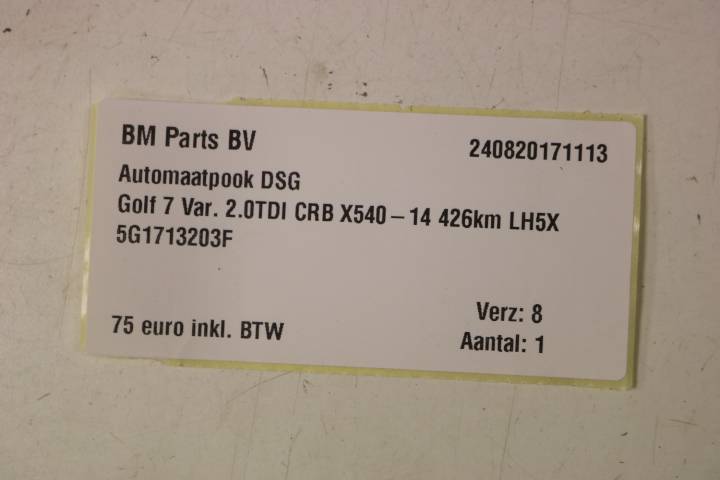 BM Parts BV
240820171113
Automaatpook DSG
Golf 7 Var. 2.0TDI CRB X540 – 14 426km LH5X
5G1713203F
75 euro inkl. BTW
Verz: 8
Aantal: 1